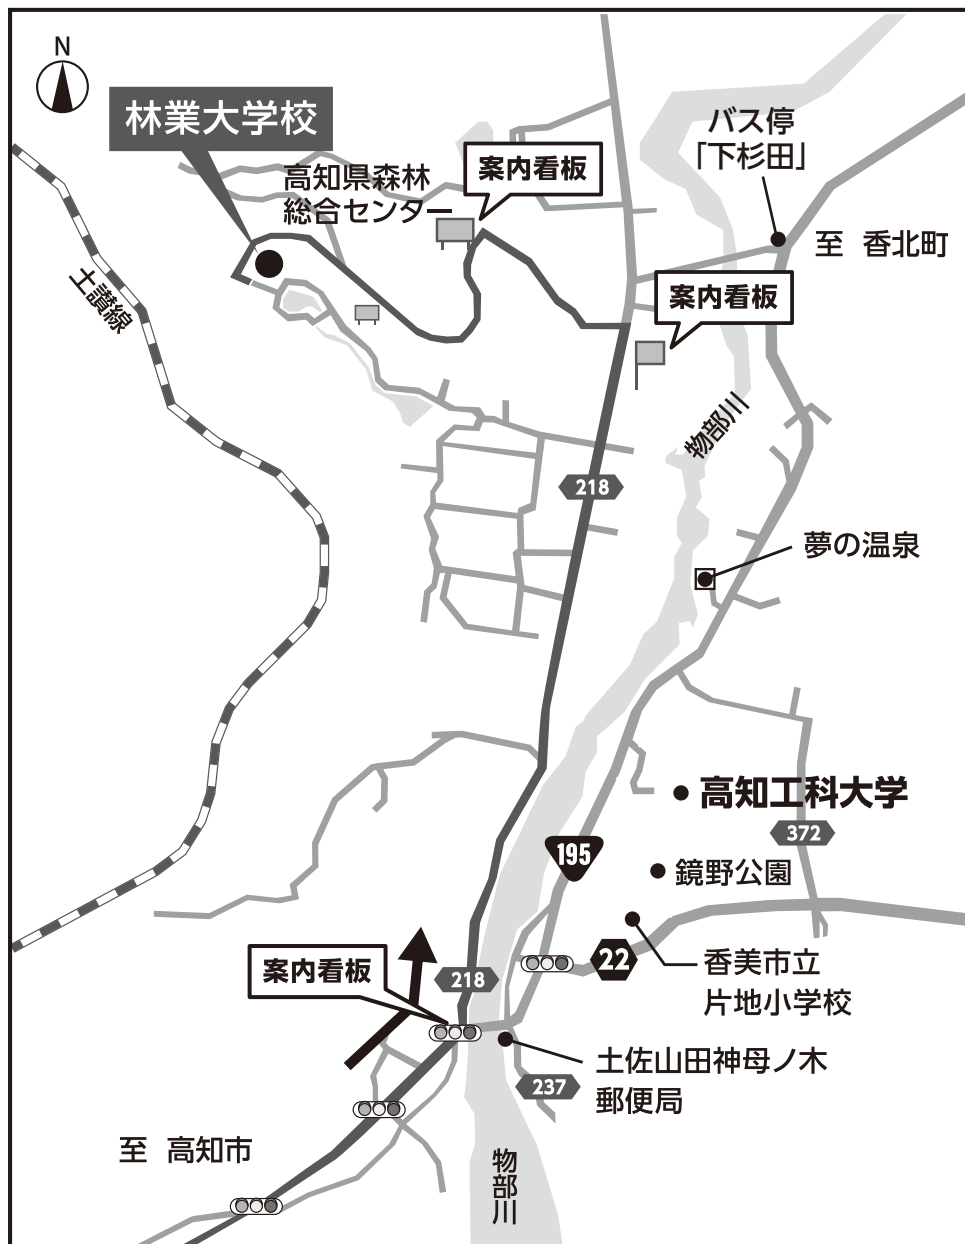 N
林業大学校
高知県森林
総合センター
案内看板
バス停
「下杉田」
至 香北町
案内看板
土讃線
物部川
218
夢の温泉
高知工科大学
372
195
鏡野公園
22
香美市立
片地小学校
案内看板
218
土佐山田神母ノ木
郵便局
237
至 高知市
物部川